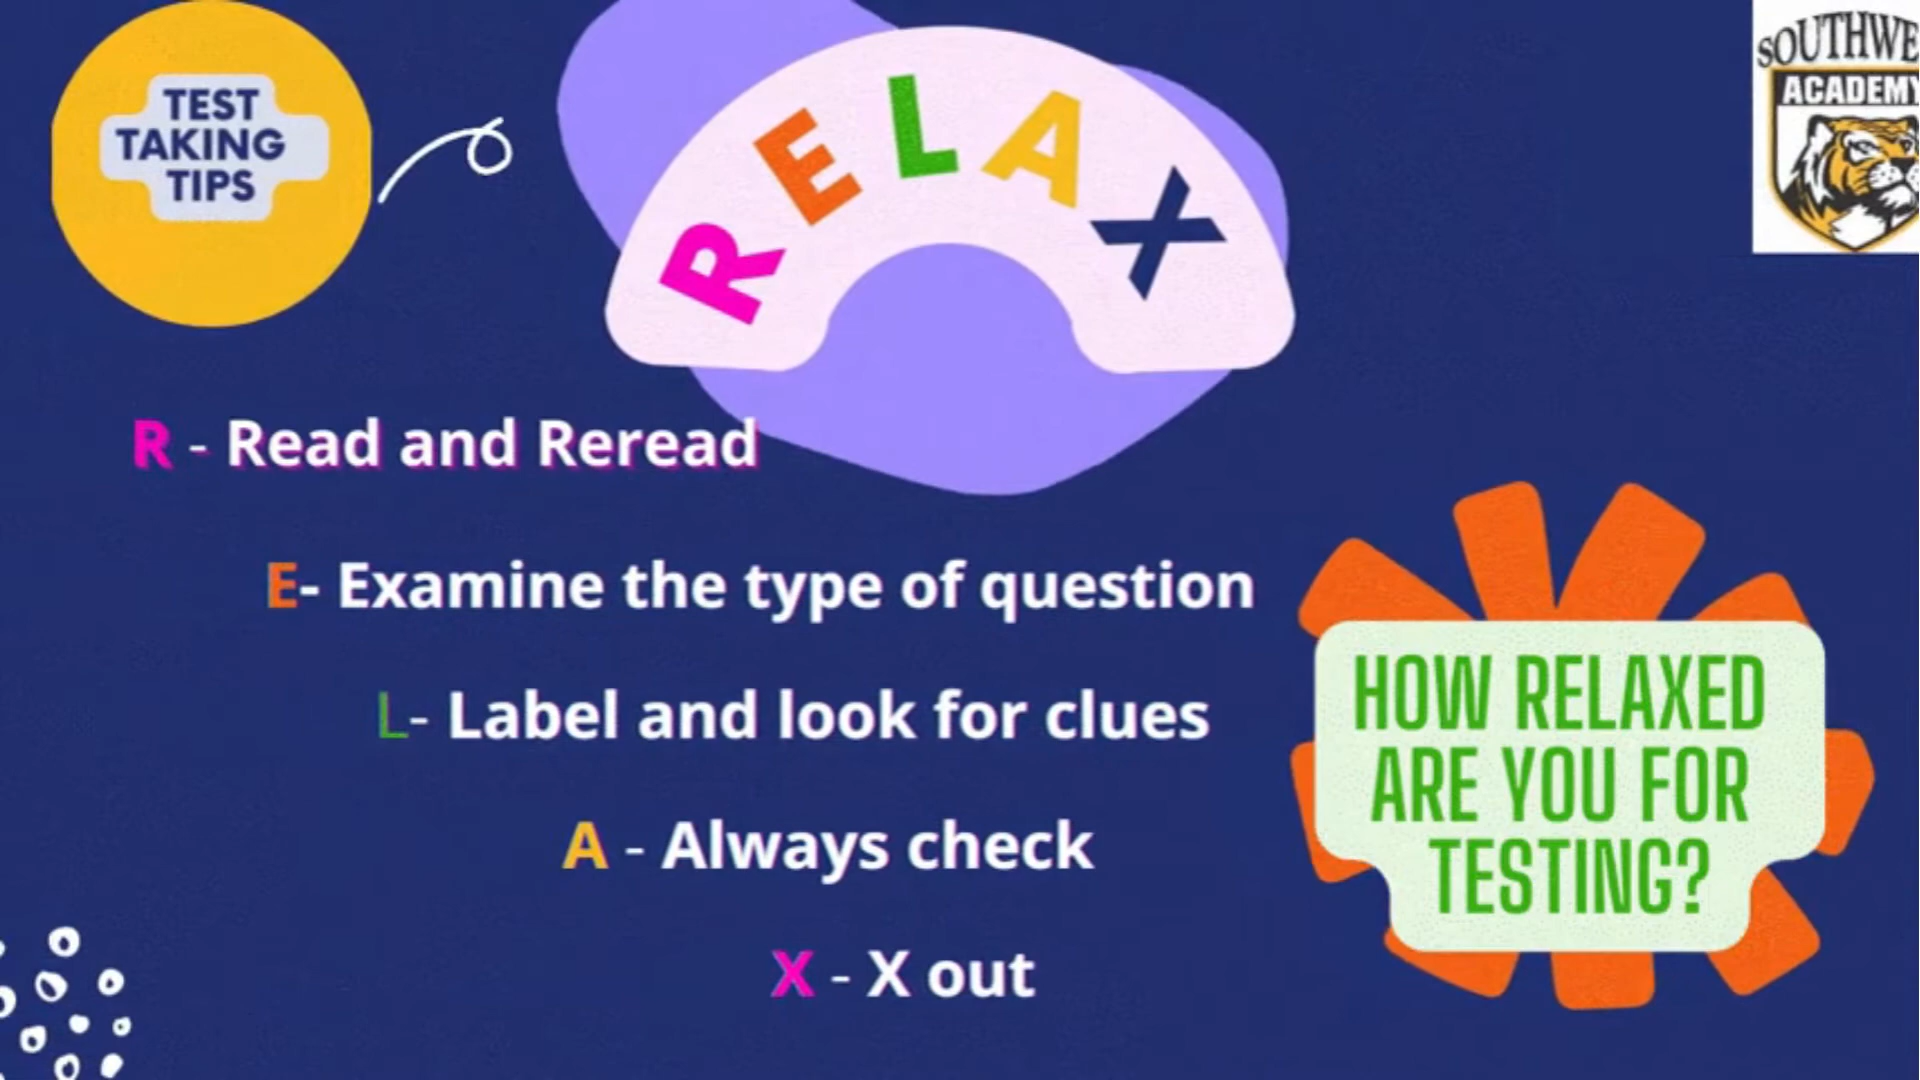 TEST
TAKING
TIPS
RELAX
SOUTHWE
ACADEMY
R - Read and Reread
E- Examine the type of question
L- Label and look for clues
A - Always check
X - X out
HOW RELAXED
ARE YOU FOR
TESTING?